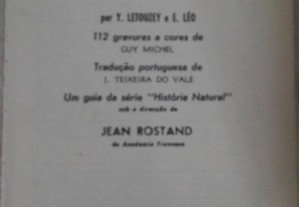 por Y. LETOUZEY e E. LÉO
112 gravuras a cores de
GUY MICHEL
Tradução portuguesa de
J. TEIXEIRA DO VALE
Um guia da série "História Natural"
sob a direcção de
JEAN ROSTAND
da Academia Francesa